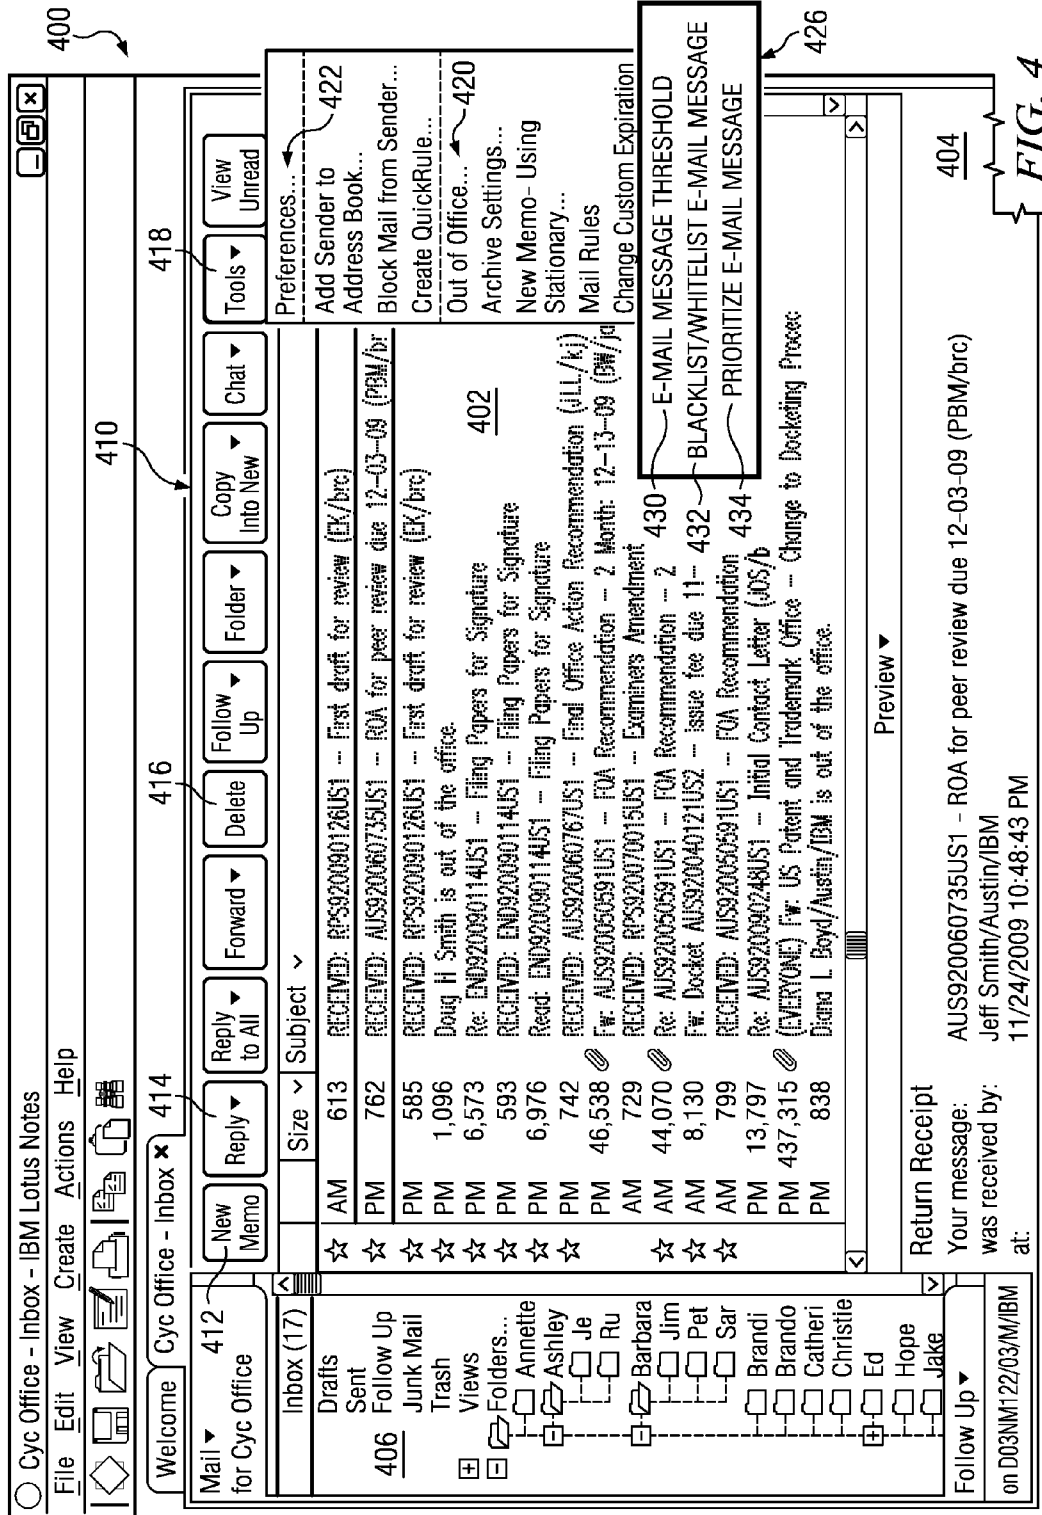 400
Cyc Office - Inbox - IBM Lotus Notes
File Edit View Create Actions Help
Welcome
Cyc Office - Inbox ×
410
412
414
416
418
Mail
for Cyc Office
New Memo
Reply
Reply to All
Forward
Delete
Follow Up
Folder
Copy Into New
Chat
Tools
View Unread
Inbox (17)
Drafts
Sent
Follow Up
Junk Mail
Trash
Views
Folders...
Annette
Ashley
Je
Ru
Barbara
Jim
Pet
Sar
Brandi
Brando
Catheri
Christie
Ed
Hope
Jake
406
Follow Up
on D03NM122/03/M/IBM
Size Subject
AM 613 RECEIVED: RPS920090126US1 -- First draft for review (EK/brc)
PM 762 RECEIVED: AUS920060735US1 -- ROA for peer review due 12-03-09 (PBM/br
PM 585 RECEIVED: RPS920090126US1 -- First draft for review (EK/brc)
PM 1,096 Doug H Smith is out of the office.
PM 6,573 Re: END920090114US1 -- Filing Papers for Signature
PM 593 RECEIVED: END920090114US1 -- Filing Papers for Signature
PM 6,976 Read: END920090114US1 -- Filing Papers for Signature
PM 742 RECEIVED: AUS920060767US1 -- Final Office Action Recommendation (JLL/kj)
PM 46,538 Fw: AUS920050591US1 -- FOA Recommendation -- 2 Month: 12-13-09 (BW/ja
AM 729 RECEIVED: RPS920070015US1 -- Examiners Amendment
AM 44,070 Re: AUS920050591US1 -- FOA Recommendation -- 2
AM 8,130 Fw: Docket AUS920040121US2 -- issue fee due 11--
AM 799 RECEIVED: AUS920050591US1 -- FOA Recommendation
PM 13,797 Re: AUS920090248US1 -- Initial Contact Letter (JOS/b
PM 437,315 (EVERYONE) Fw: US Patent and Trademark Office -- Change to Docketing Proced
PM 838 Diana L Boyd/Austin/IBM is out of the office.
402
Preferences...
422
Add Sender to
Address Book...
Block Mail from Sender...
Create QuickRule...
Out of Office...
420
Archive Settings...
New Memo- Using
Stationary...
Mail Rules
Change Custom Expiration
430 E-MAIL MESSAGE THRESHOLD
432 BLACKLIST/WHITELIST E-MAIL MESSAGE
434 PRIORITIZE E-MAIL MESSAGE
426
Preview
404
Return Receipt
Your message: AUS920060735US1 - ROA for peer review due 12-03-09 (PBM/brc)
was received by: Jeff Smith/Austin/IBM
at: 11/24/2009 10:48:43 PM
FIG. 4